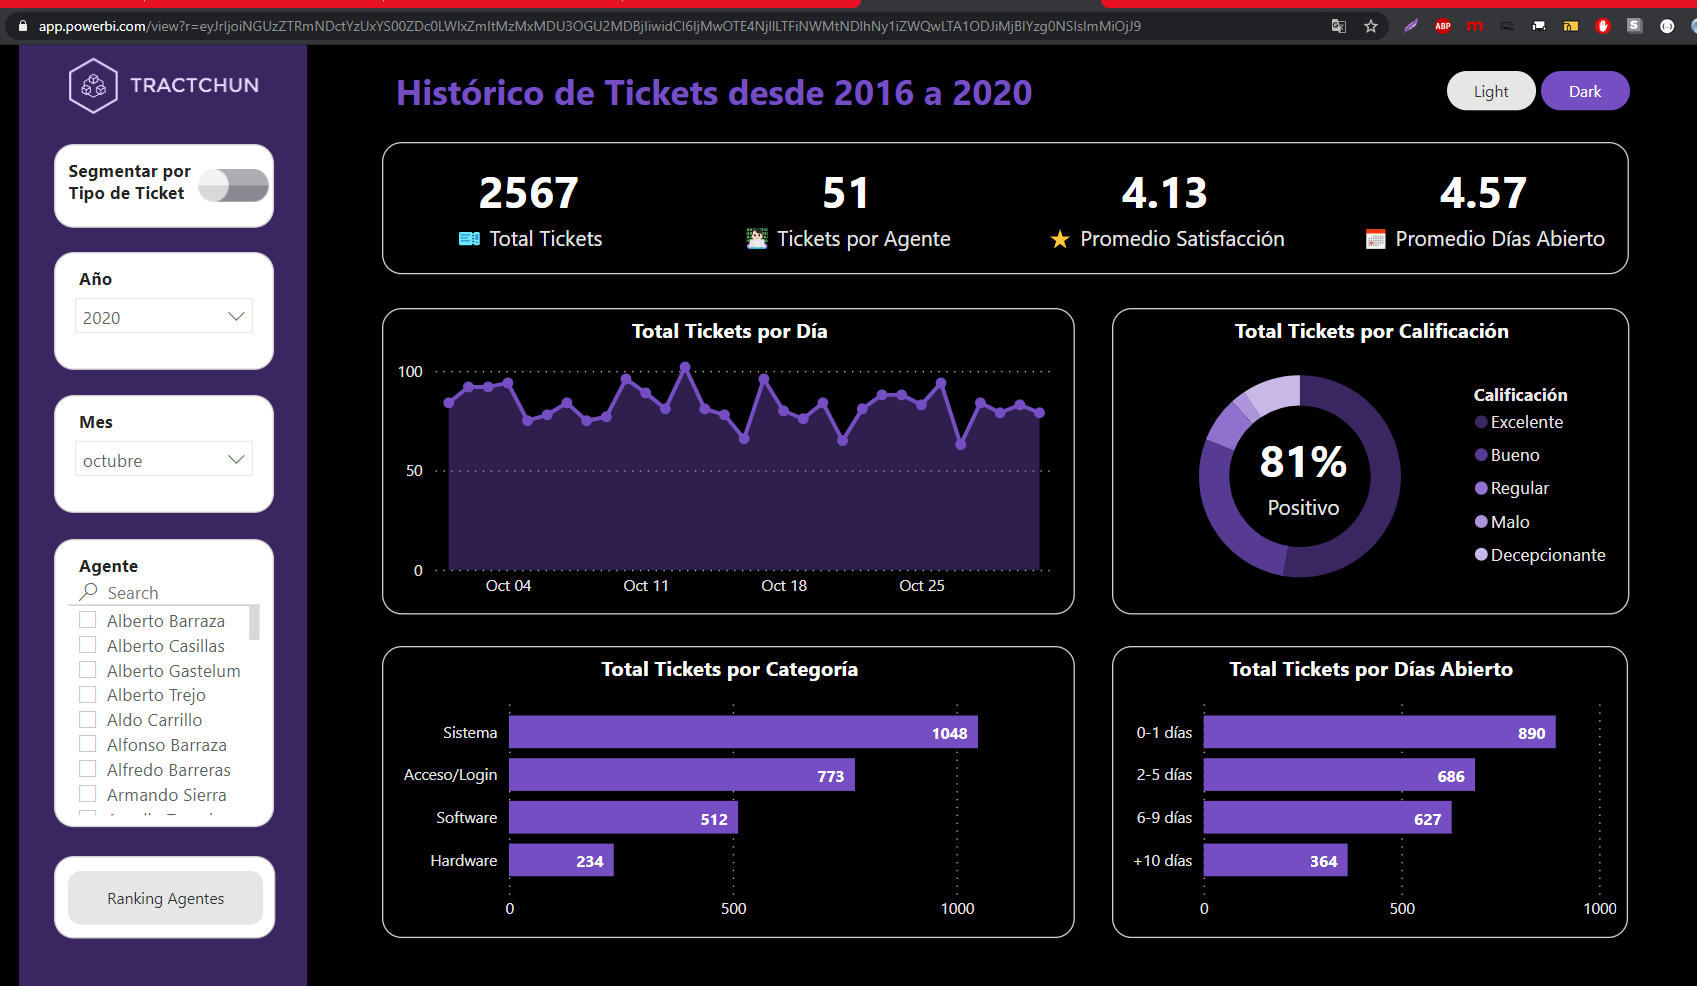 TRACTCHUN
Histórico de Tickets desde 2016 a 2020
Light
Dark
Segmentar por
Tipo de Ticket
Año
2020
Mes
octubre
Agente
Search
Alberto Barraza
Alberto Casillas
Alberto Gastelum
Alberto Trejo
Aldo Carrillo
Alfonso Barraza
Alfredo Barreras
Armando Sierra
Ranking Agentes
2567
Total Tickets
51
Tickets por Agente
4.13
Promedio Satisfacción
4.57
Promedio Días Abierto
Total Tickets por Día
100
50
0
Oct 04
Oct 11
Oct 18
Oct 25
Total Tickets por Calificación
81%
Positivo
Calificación
Excelente
Bueno
Regular
Malo
Decepcionante
Total Tickets por Categoría
Sistema
1048
Acceso/Login
773
Software
512
Hardware
234
0
500
1000
Total Tickets por Días Abierto
0-1 días
890
2-5 días
686
6-9 días
627
+10 días
364
0
500
1000
ABP